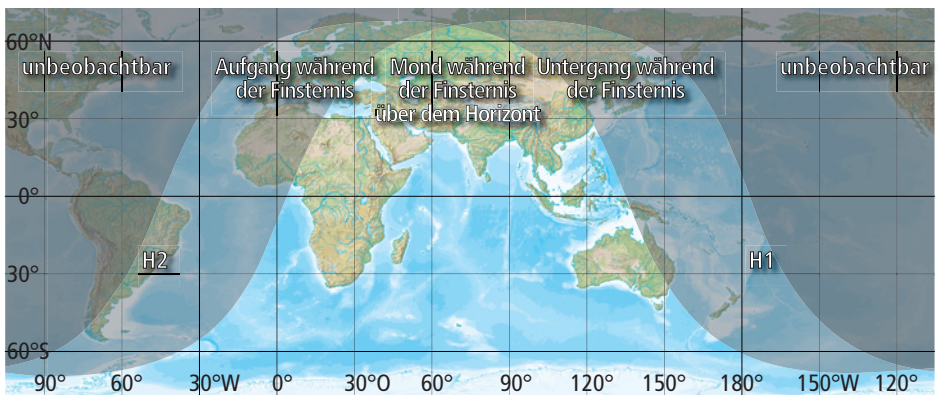 60°N
unbeobachtbar
Aufgang während
der Finsternis
Mond während
der Finsternis
über dem Horizont
Untergang während
der Finsternis
unbeobachtbar
30°
0°
H2
H1
30°
60°S
90° 60° 30°W 0° 30°O 60° 90° 120° 150° 180° 150°W 120°